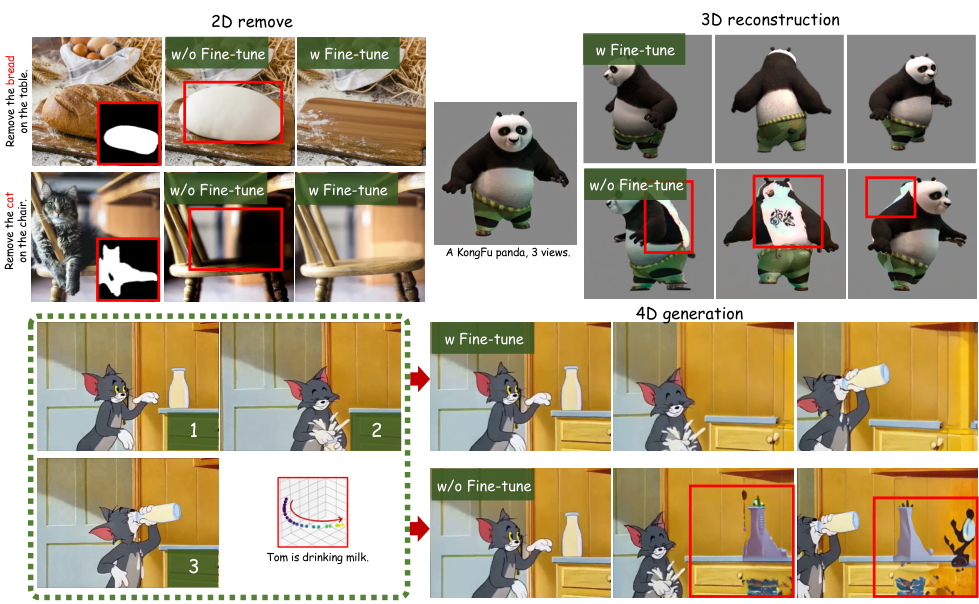 2D remove
3D reconstruction
Remove the bread
on the table.
w/o Fine-tune
w Fine-tune
w Fine-tune
Remove the cat
on the chair.
w/o Fine-tune
w Fine-tune
A KongFu panda, 3 views.
w/o Fine-tune
4D generation
1
2
3
Tom is drinking milk.
w Fine-tune
w/o Fine-tune